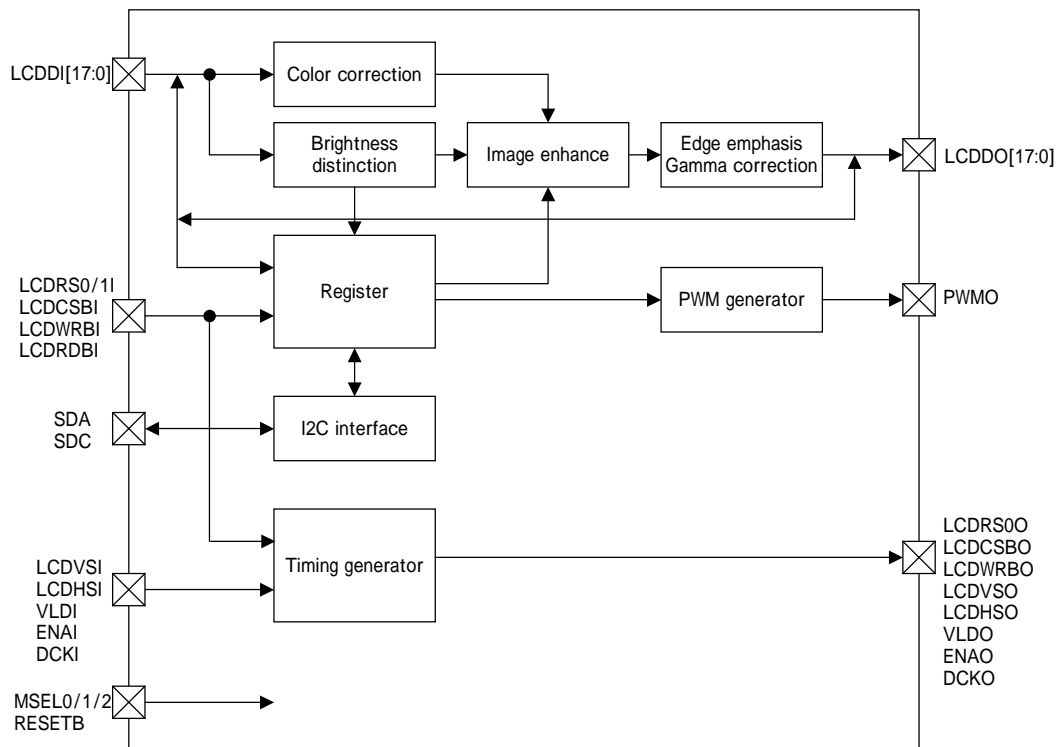 LCDDI[17:0]
Color correction
Brightness
distinction
Image enhance
Edge emphasis
Gamma correction
LCDDO[17:0]
LCDRS0/1I
LCDCSBI
LCDWRBI
LCDRDBI
Register
PWM generator
PWMO
SDA
SDC
I2C interface
LCDVSI
LCDHSI
VLDI
ENAI
DCKI
Timing generator
LCDRS0O
LCDCSBO
LCDWRBO
LCDVSO
LCDHSO
VLDO
ENAO
DCKO
MSEL0/1/2
RESETB